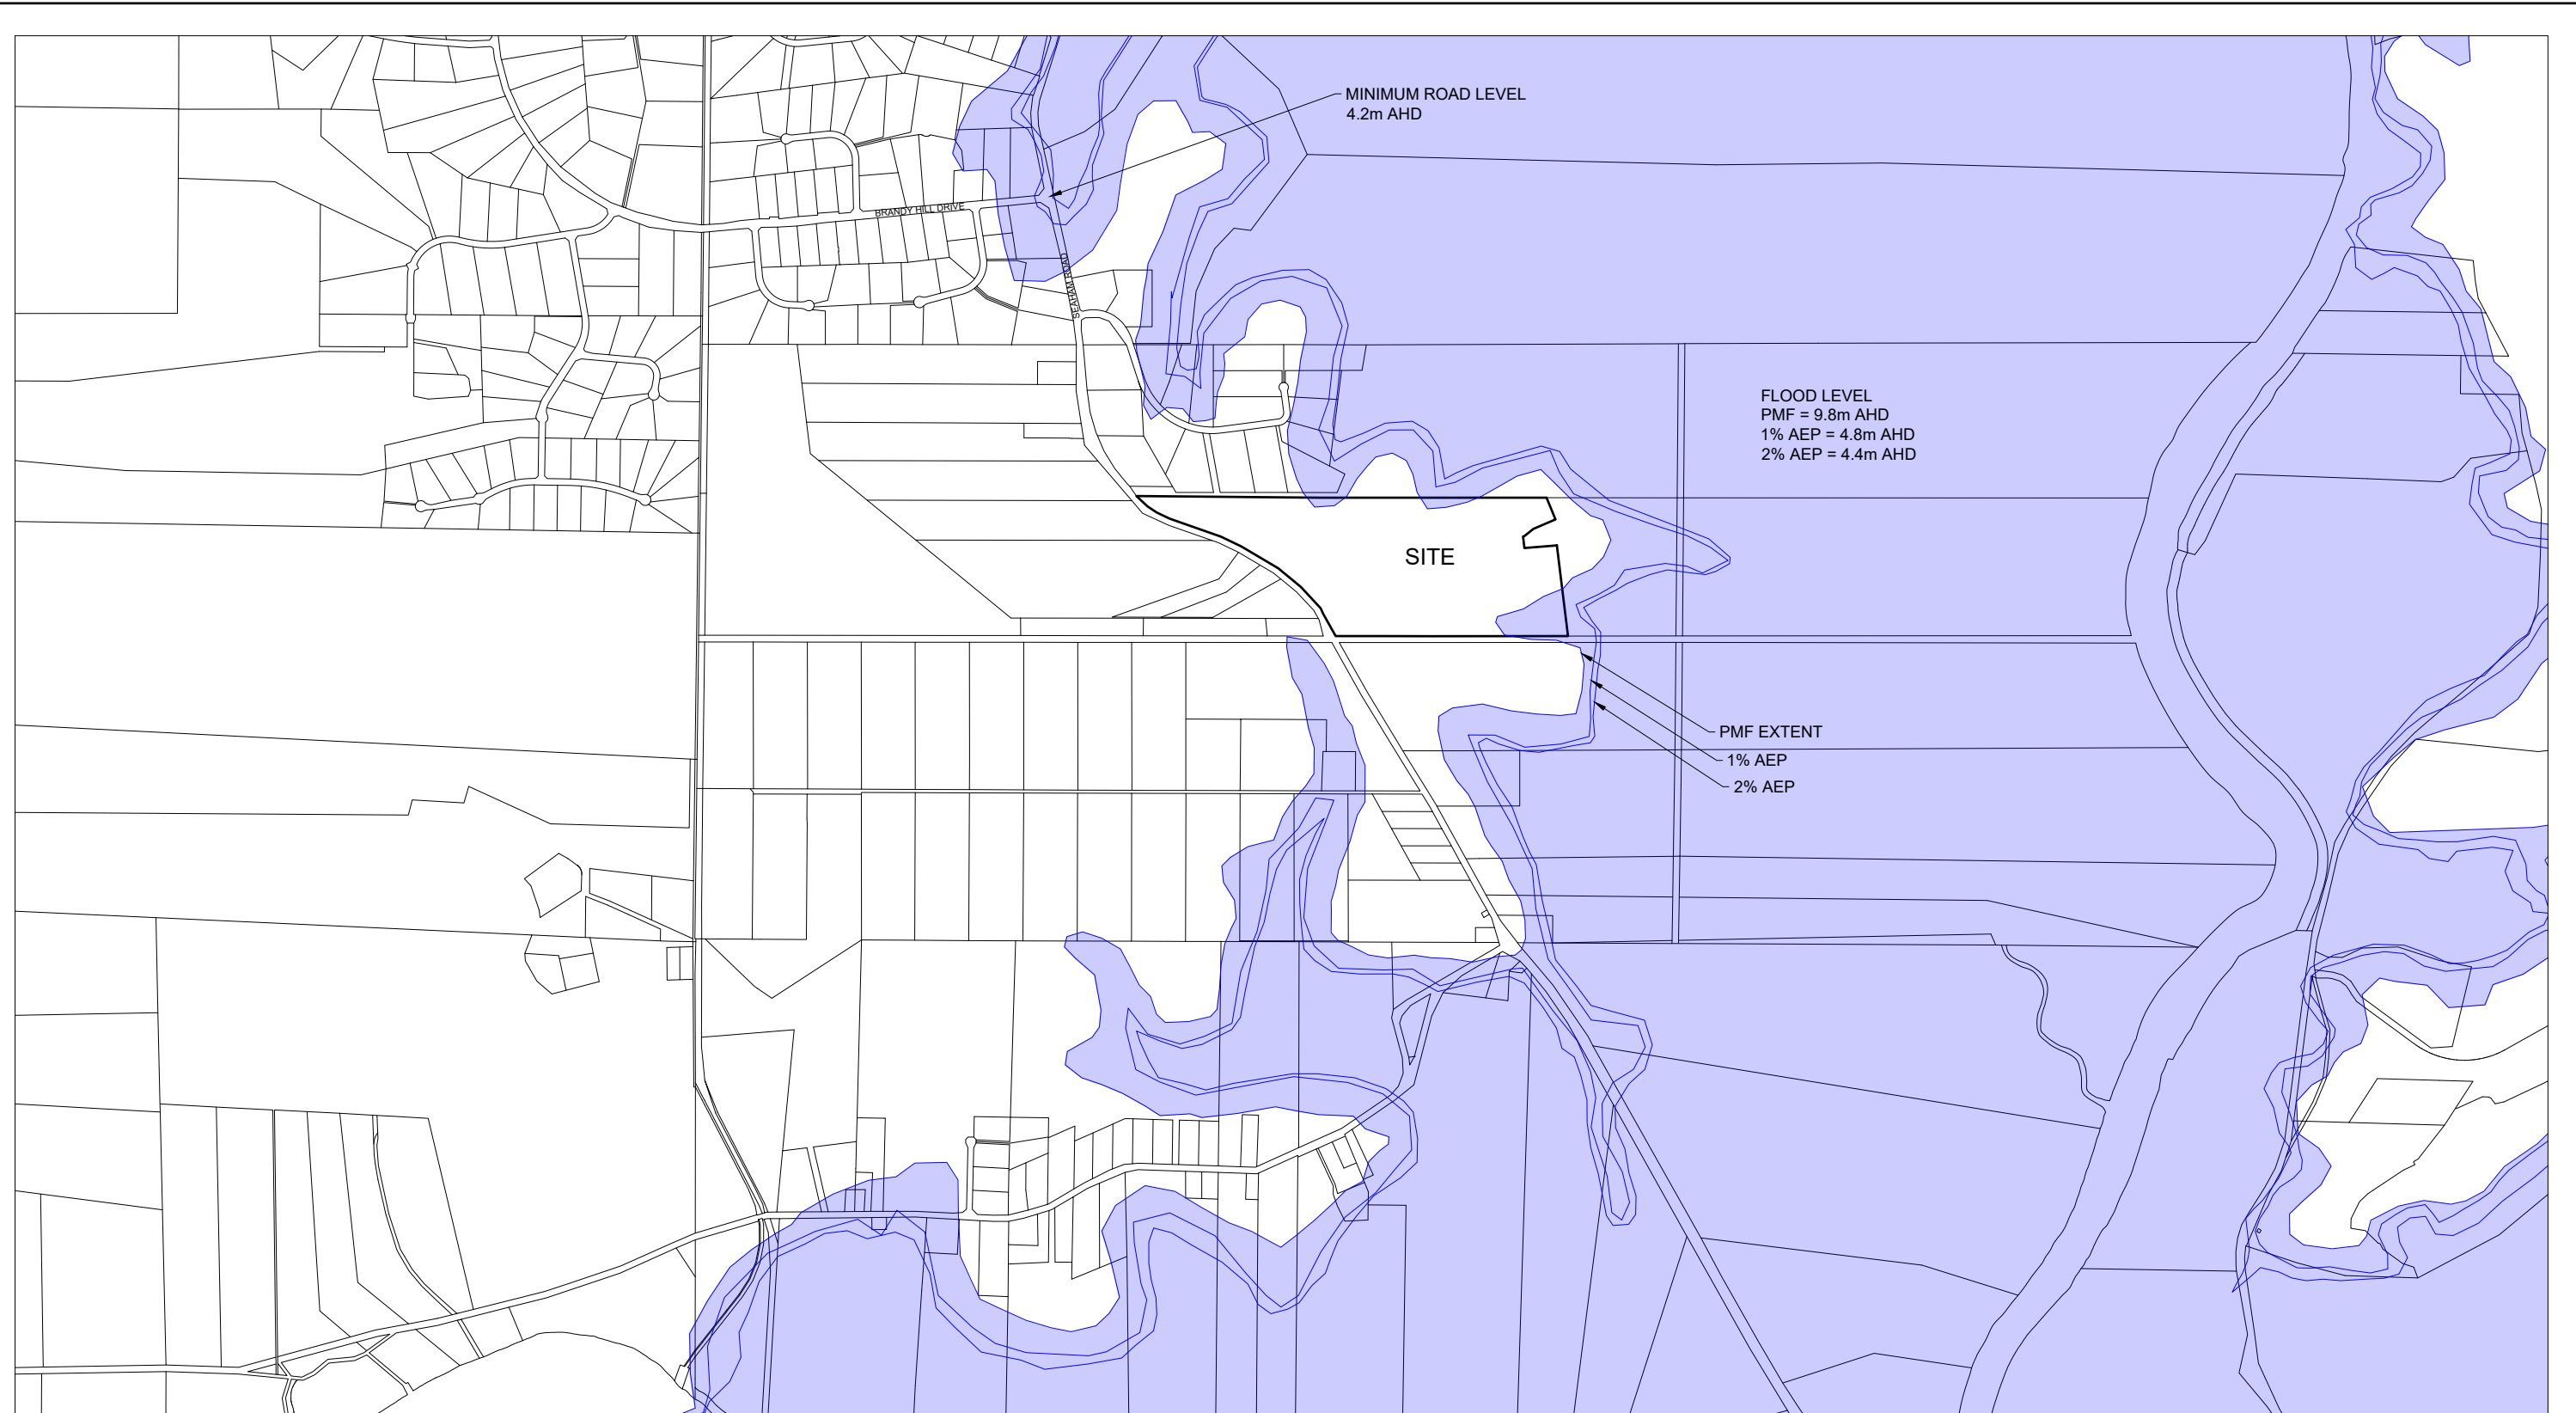 MINIMUM ROAD LEVEL
4.2m AHD
BRANDY HILL DRIVE
SEAHAM ROAD
FLOOD LEVEL
PMF = 9.8m AHD
1% AEP = 4.8m AHD
2% AEP = 4.4m AHD
SITE
PMF EXTENT
1% AEP
2% AEP